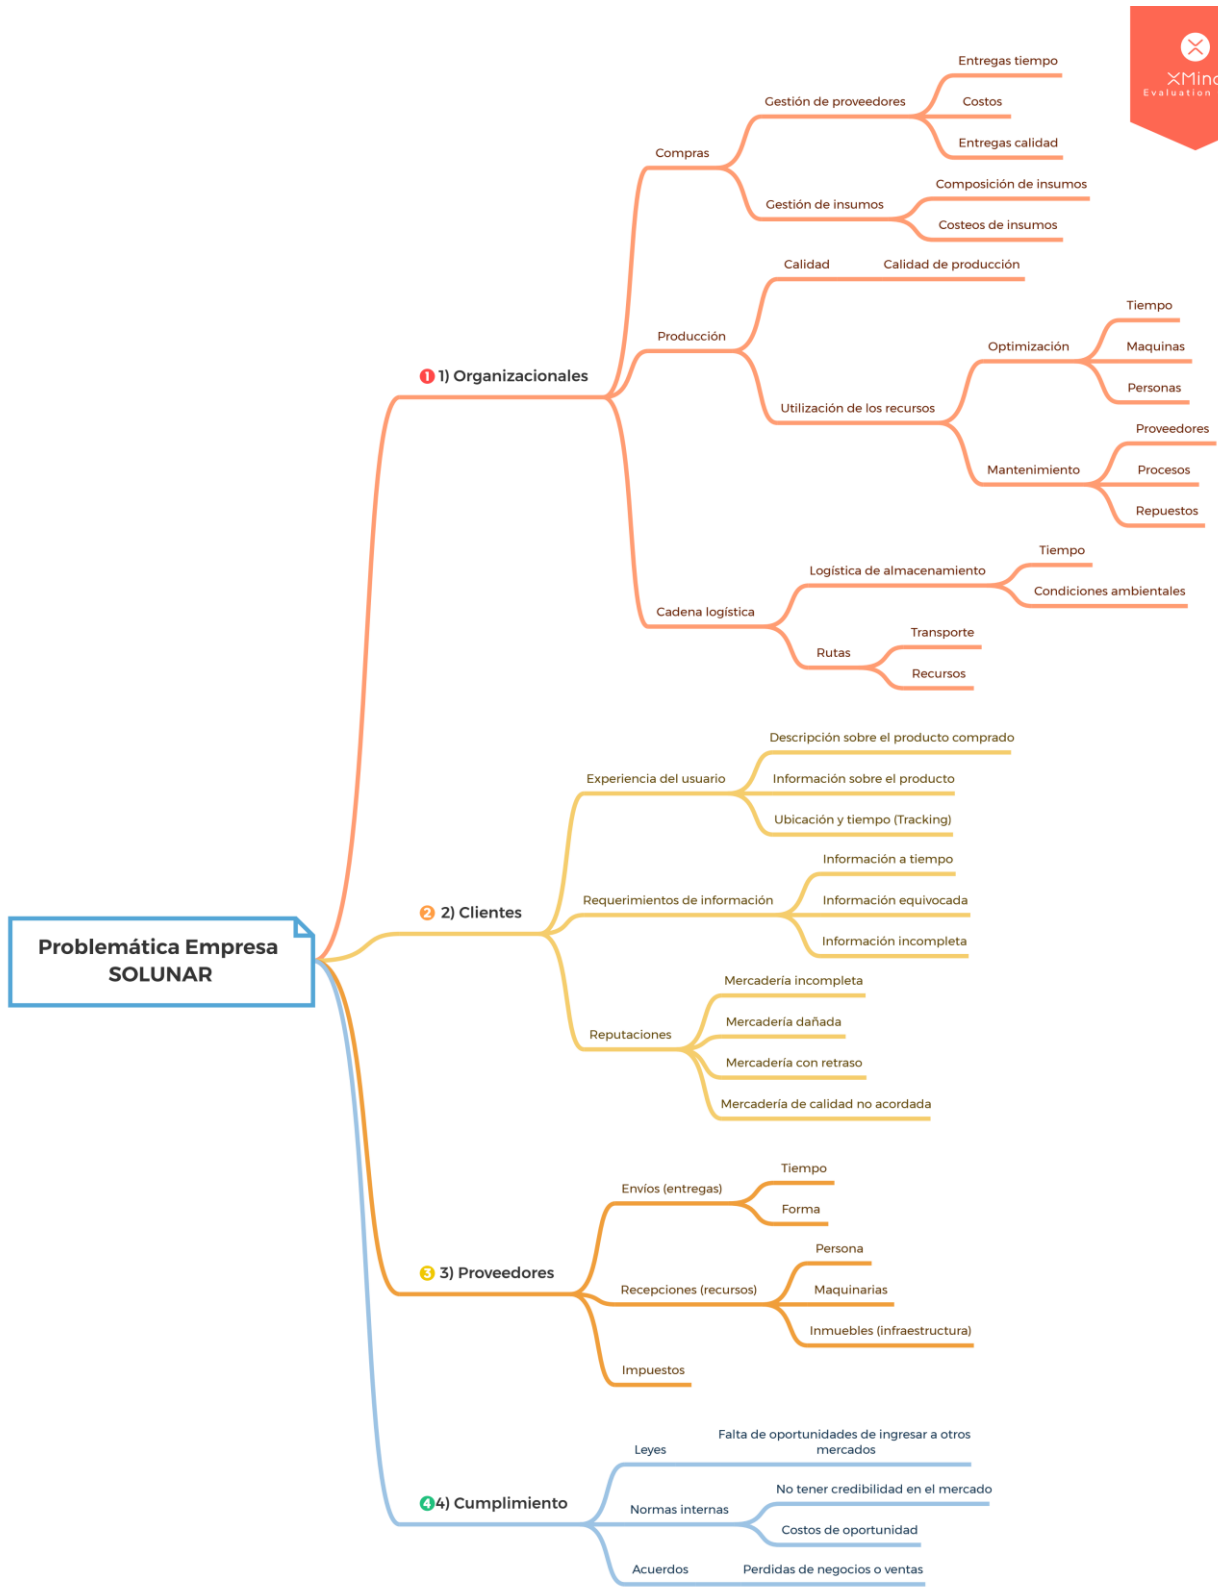 XMind
Evaluation
Entregas tiempo
Gestión de proveedores
Costos
Entregas calidad
Compras
Composición de insumos
Gestión de insumos
Costeos de insumos
Calidad
Calidad de producción
Producción
Tiempo
Optimización
Maquinas
Personas
Utilización de los recursos
Proveedores
Mantenimiento
Procesos
Repuestos
❶ 1) Organizacionales
Tiempo
Logística de almacenamiento
Condiciones ambientales
Cadena logística
Transporte
Rutas
Recursos
Descripción sobre el producto comprado
Experiencia del usuario
Información sobre el producto
Ubicación y tiempo (Tracking)
Información a tiempo
Requerimientos de información
Información equivocada
Información incompleta
❷ 2) Clientes
Mercadería incompleta
Mercadería dañada
Reputaciones
Mercadería con retraso
Mercadería de calidad no acordada
Problemática Empresa
SOLUNAR
Tiempo
Envíos (entregas)
Forma
Persona
❸ 3) Proveedores
Recepciones (recursos)
Maquinarias
Inmuebles (infraestructura)
Impuestos
Falta de oportunidades de ingresar a otros
mercados
Leyes
No tener credibilidad en el mercado
❹4) Cumplimiento
Normas internas
Costos de oportunidad
Acuerdos
Perdidas de negocios o ventas